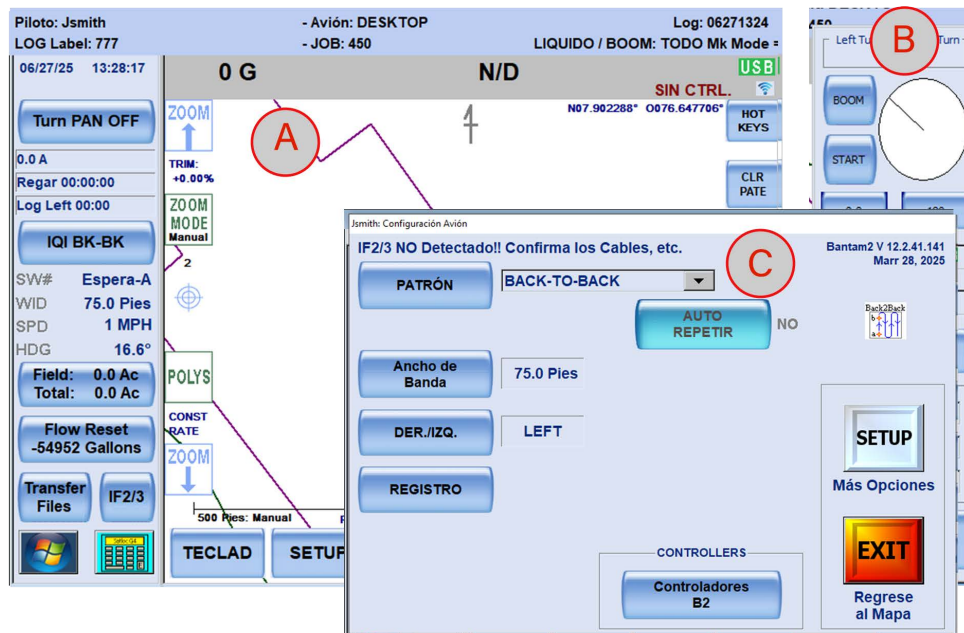 Piloto: Jsmith
- Avión: DESKTOP
Log: 06271324
LOG Label: 777
- JOB: 450
LIQUIDO / BOOM: TODO Mk Mode =
06/27/25 13:28:17
0 G
N/D
USB
SIN CTRL.
Turn PAN OFF
ZOOM
N07.902288° O076.647706°
HOT
KEYS
A
0.0 A
TRIM:
+0.00%
Regar 00:00:00
CLR
PATE
Log Left 00:00
ZOOM
MODE
Manual
IQI BK-BK
2
SW# Espera-A
WID 75.0 Pies
SPD 1 MPH
HDG 16.6°
Field: 0.0 Ac
Total: 0.0 Ac
POLYS
CONST
RATE
Flow Reset
-54952 Gallons
ZOOM
Transfer
Files
IF2/3
500 Pies: Manual
TECLAD
SETUP
450
Left Tu
Turn
B
BOOM
START
Jsmith: Configuración Avión
IF2/3 NO Detectado!! Confirma los Cables, etc.
Bantam2 V 12.2.41.141
Marr 28, 2025
C
PATRÓN
BACK-TO-BACK
AUTO
REPETIR
NO
Back2Back
b
a
Ancho de
Banda
75.0 Pies
DER./IZQ.
LEFT
REGISTRO
SETUP
Más Opciones
EXIT
Regrese
al Mapa
CONTROLLERS
Controladores
B2